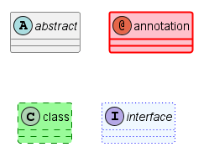 A abstract
@ annotation
C class
I interface